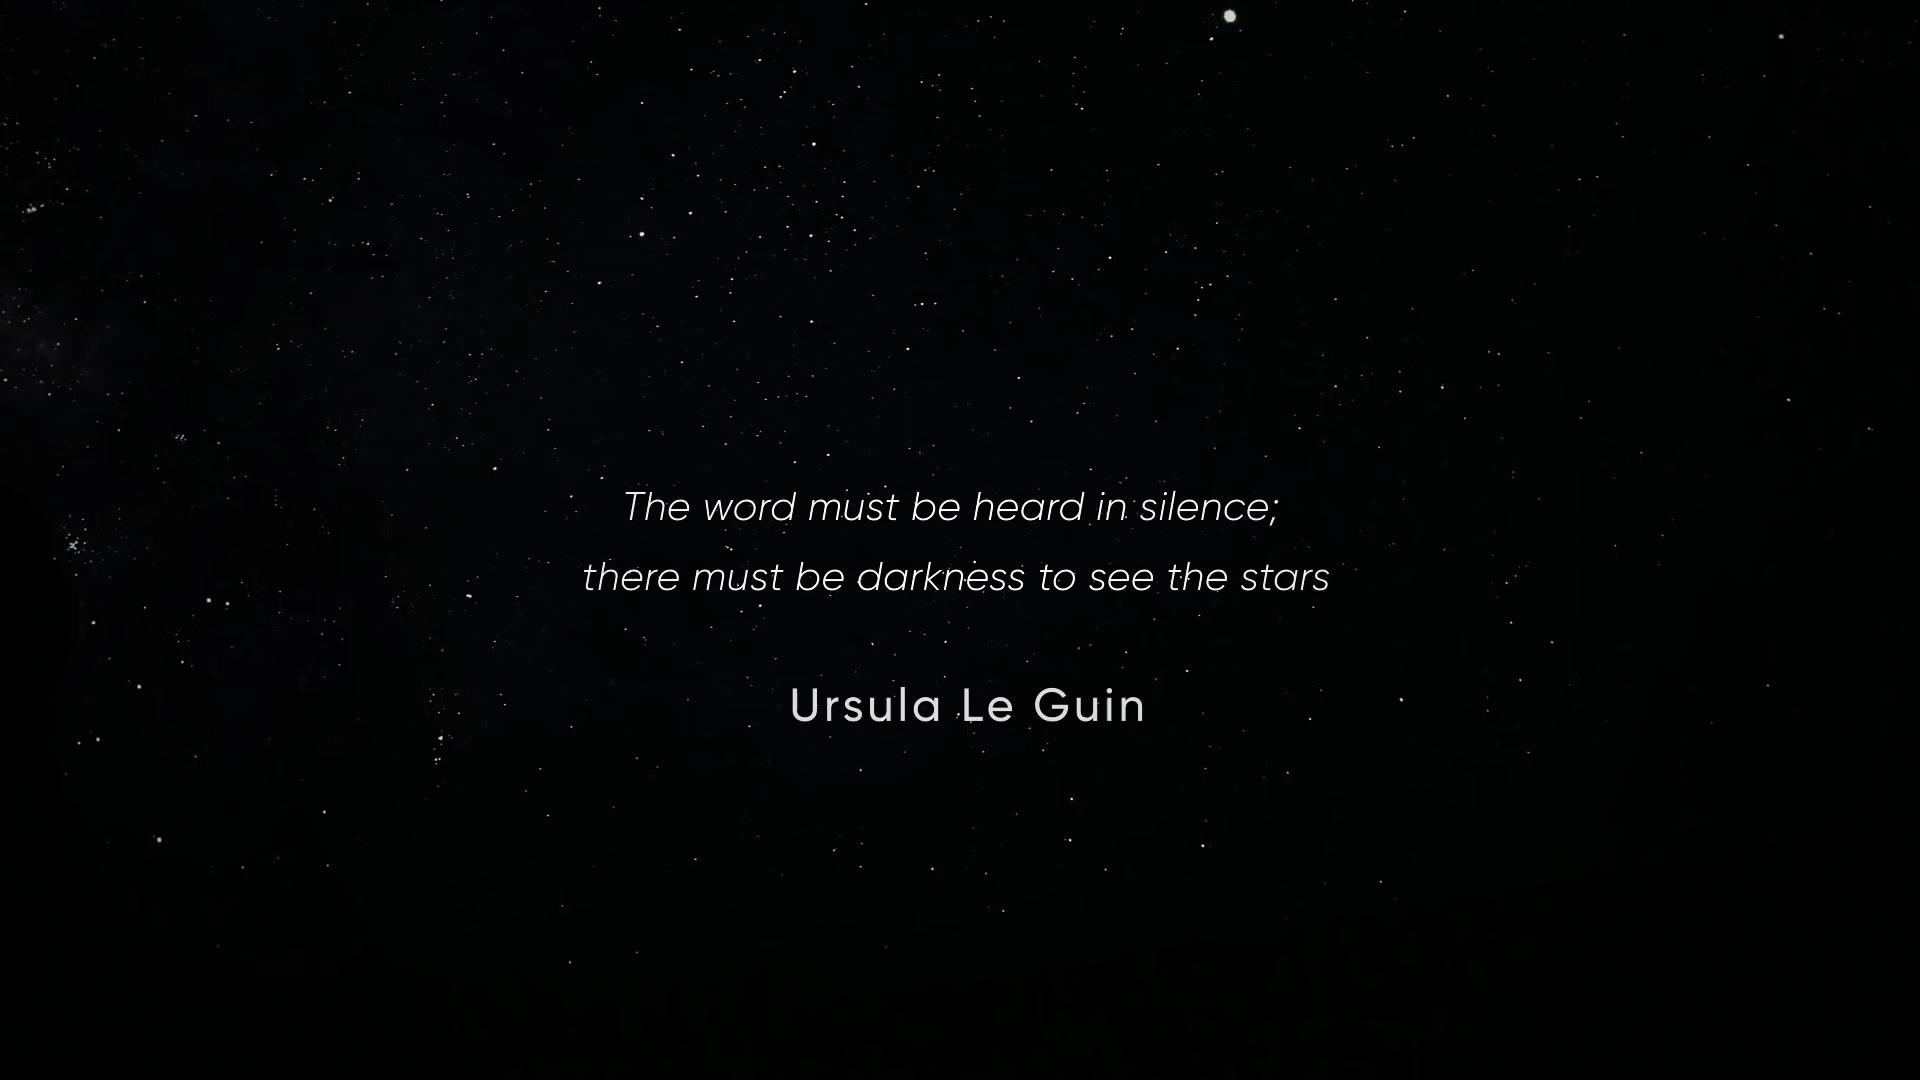 The word must be heard in silence;
there must be darkness to see the stars
Ursula Le Guin